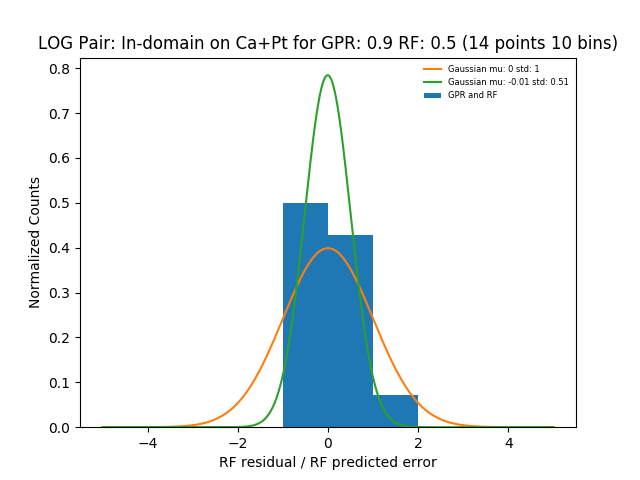 LOG Pair: In-domain on Ca+Pt for GPR: 0.9 RF: 0.5 (14 points 10 bins)
Gaussian mu: 0 std: 1
Gaussian mu: -0.01 std: 0.51
GPR and RF
Normalized Counts
0.8
0.7
0.6
0.5
0.4
0.3
0.2
0.1
0.0
−4 −2 0 2 4
RF residual / RF predicted error